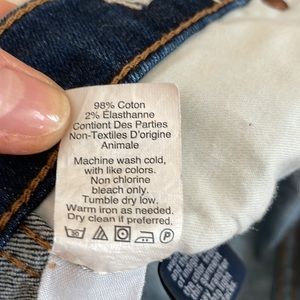 98% Coton
2% Élasthanne
Contient Des Parties
Non-Textiles D'origine
Animale
Machine wash cold,
with like colors.
Non chlorine
bleach only.
Tumble dry low.
Warm iron as needed.
Dry clean if preferred.
30
P